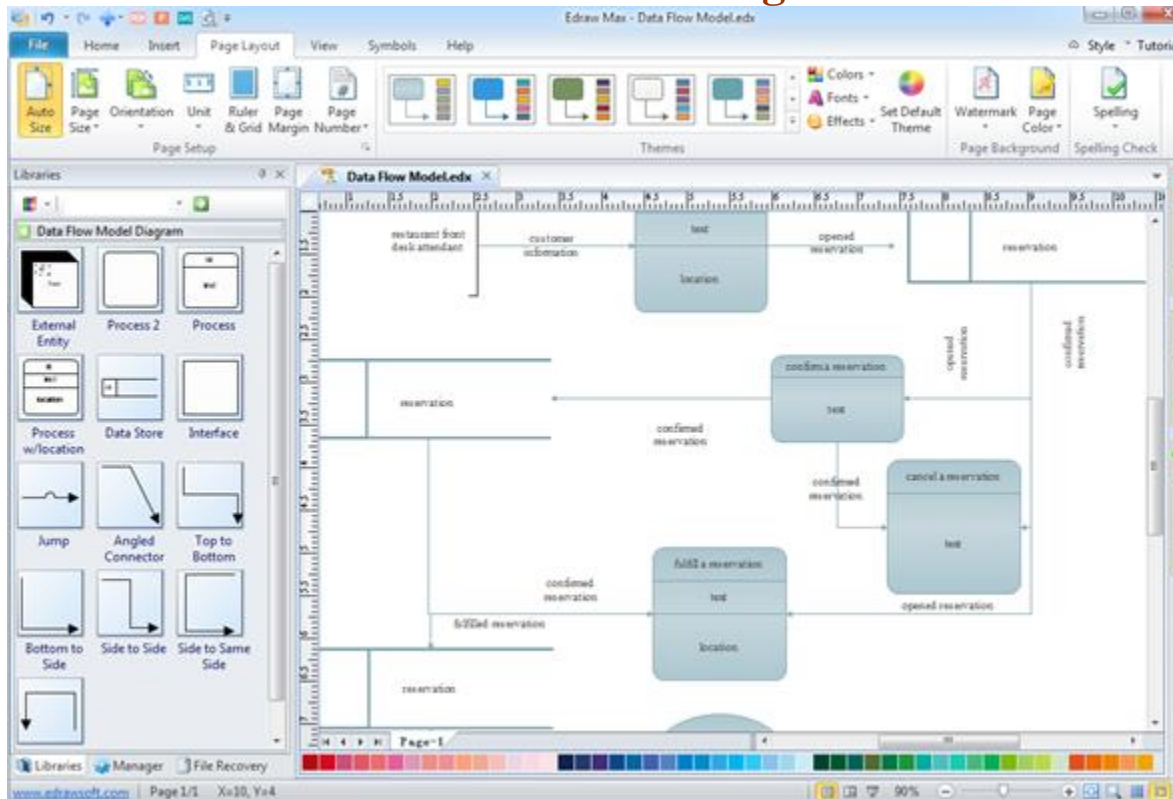 Edraw Max - Data Flow Model.edx
File Home Insert Page Layout View Symbols Help
Style Tutori
Auto Size
Page Size
Orientation
Unit
Ruler & Grid
Page Margin
Page Number
Colors
Fonts
Effects
Set Default Theme
Watermark
Page Color
Spelling
Page Setup
Themes
Page Background
Spelling Check
Libraries
Data Flow Model.edx
Data Flow Model Diagram
External
Entity
Process 2
Process
Process
w/location
Data Store
Interface
Jump
Angled
Connector
Top to
Bottom
Bottom to
Side
Side to Side
Side to Same
Side
restaurant front
desk attendant
customer
information
text
location
opened
reservation
reservation
opened
reservation
confirmed
reservation
confirm a reservation
text
reservation
confirmed
reservation
confirmed
reservation
cancel a reservation
text
fulfill a reservation
text
location
confirmed
reservation
opened reservation
fulfilled reservation
reservation
Page-1
Libraries Manager File Recovery
www.edrawsoft.com Page 1/1 X=10, Y=4 90%